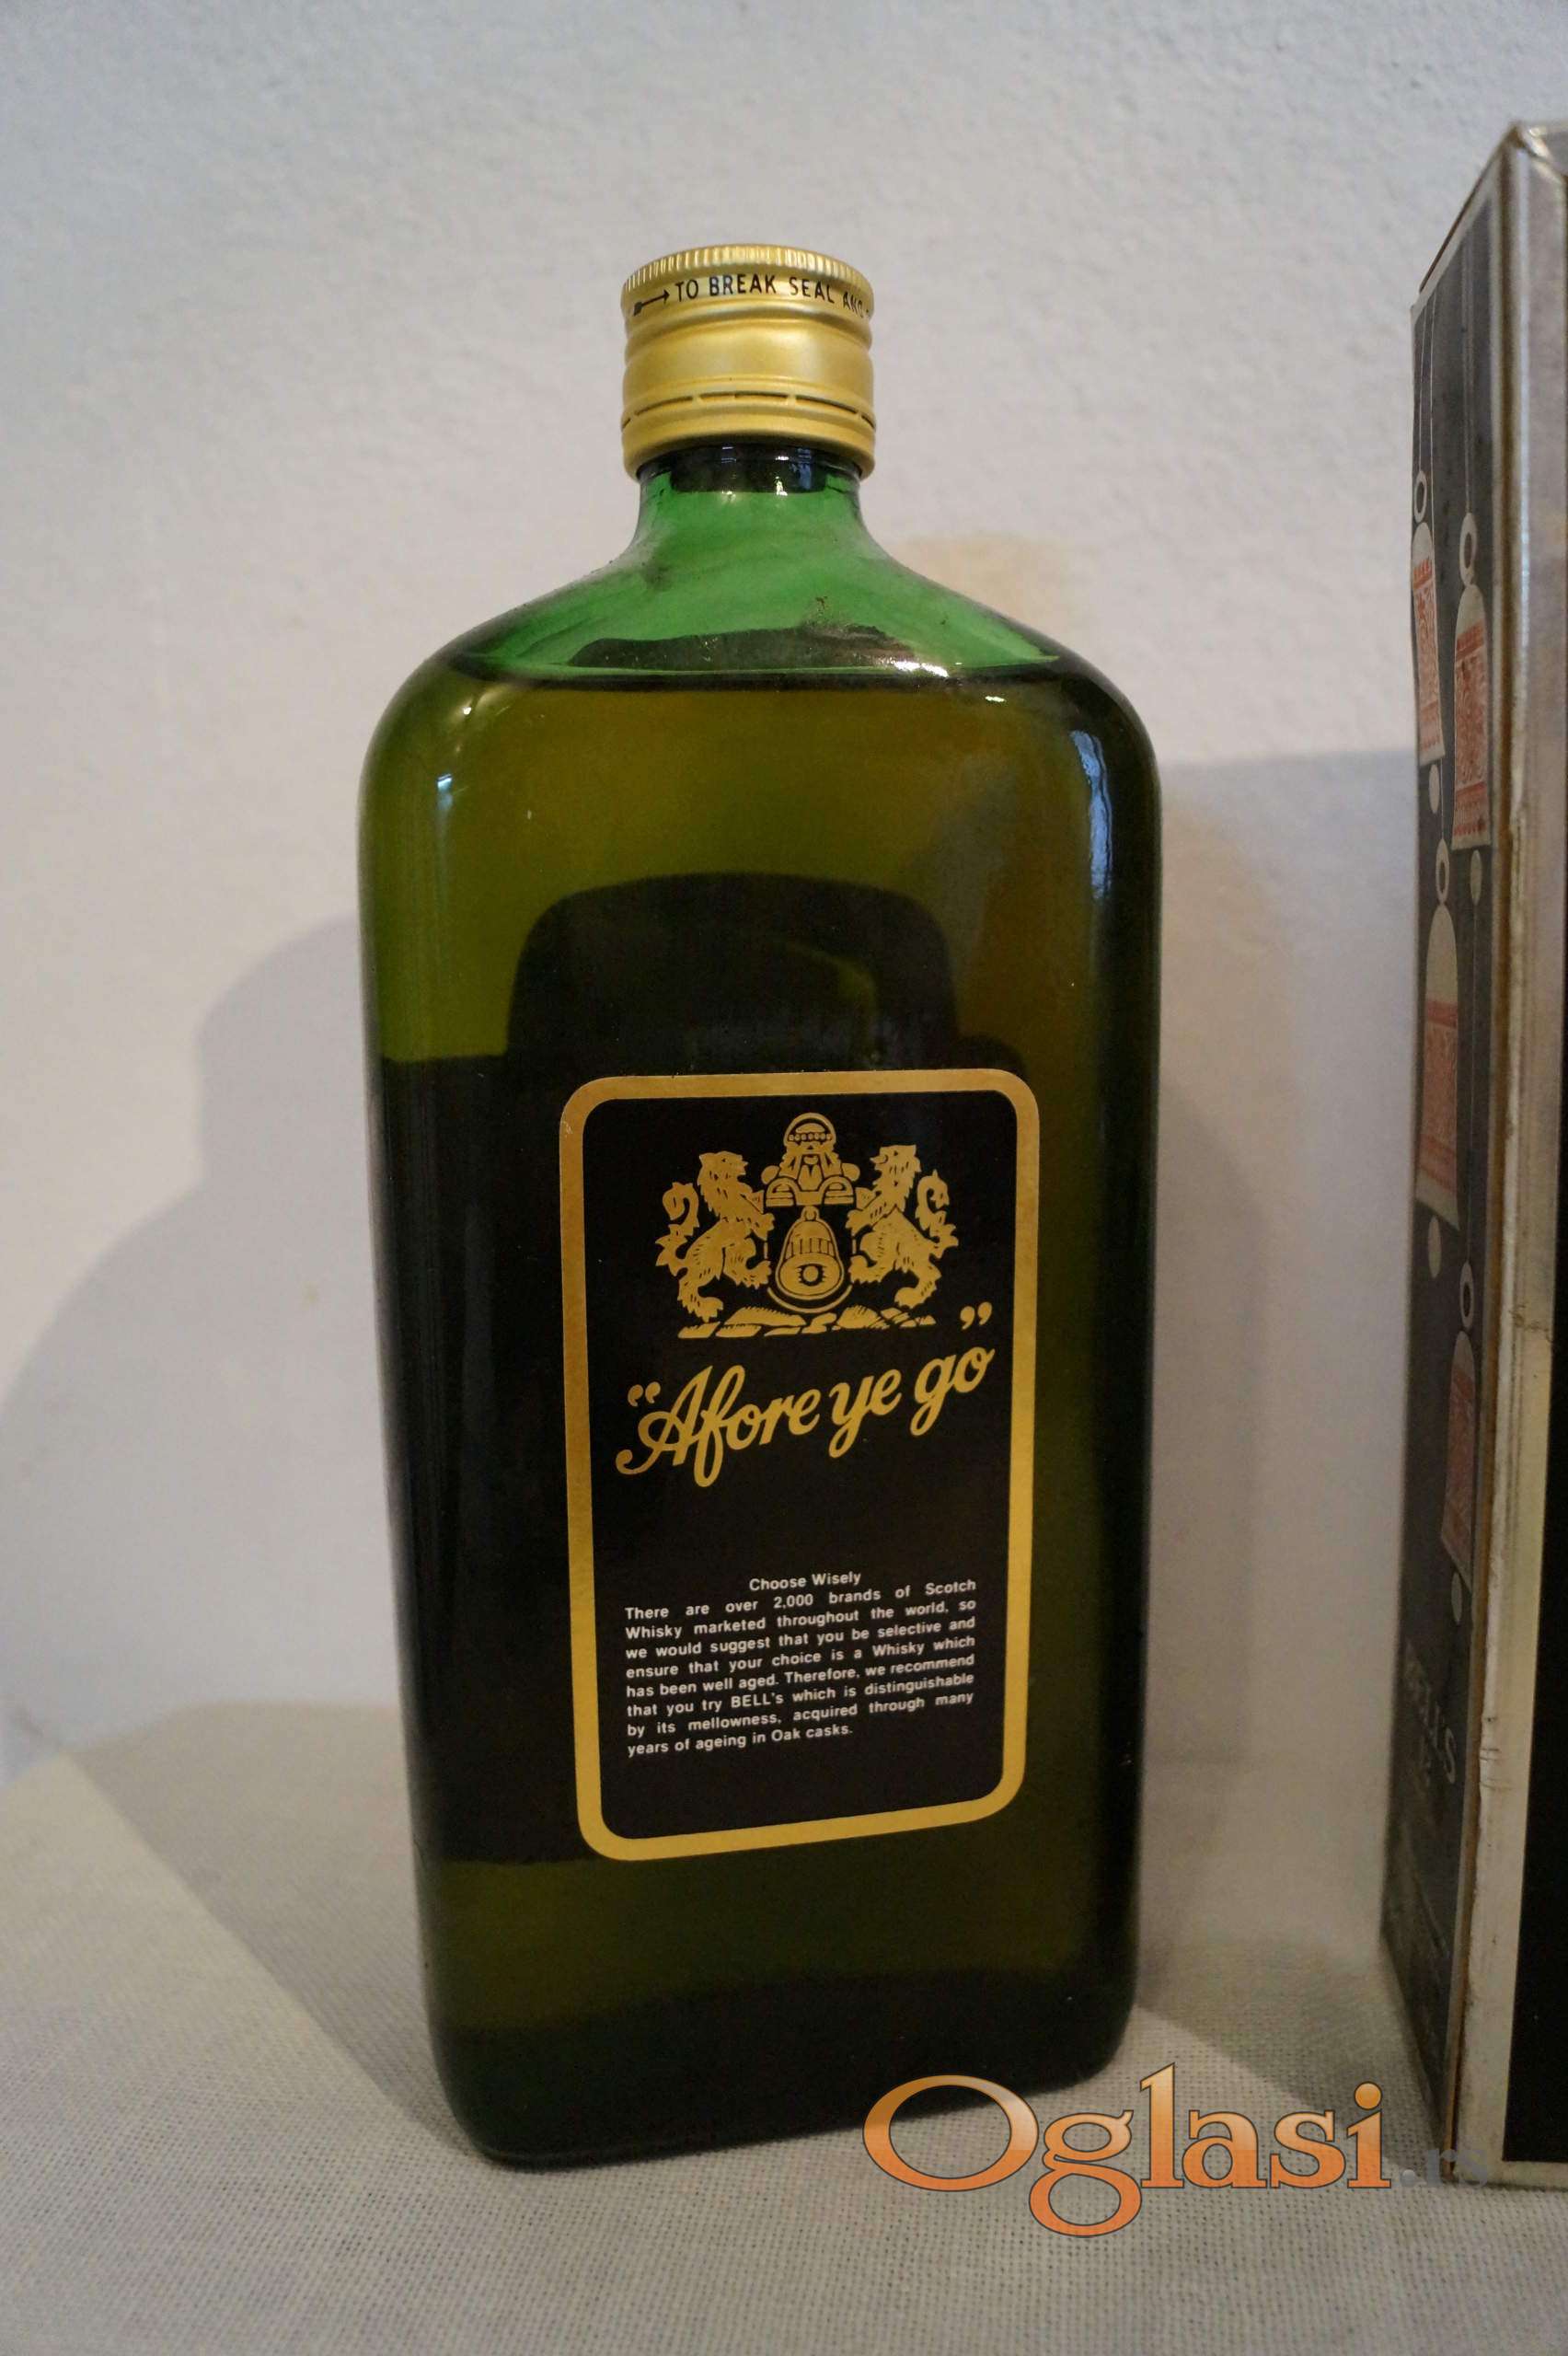 TO BREAK SEAL AND
"Afore ye go"
Choose Wisely
There are over 2,000 brands of Scotch
Whisky marketed throughout the world, so
we would suggest that you be selective and
ensure that your choice is a Whisky which
has been well aged. Therefore, we recommend
that you try BELL's which is distinguishable
by its mellowness, acquired through many
years of ageing in Oak casks.
BELL'S
Oglasi.rs